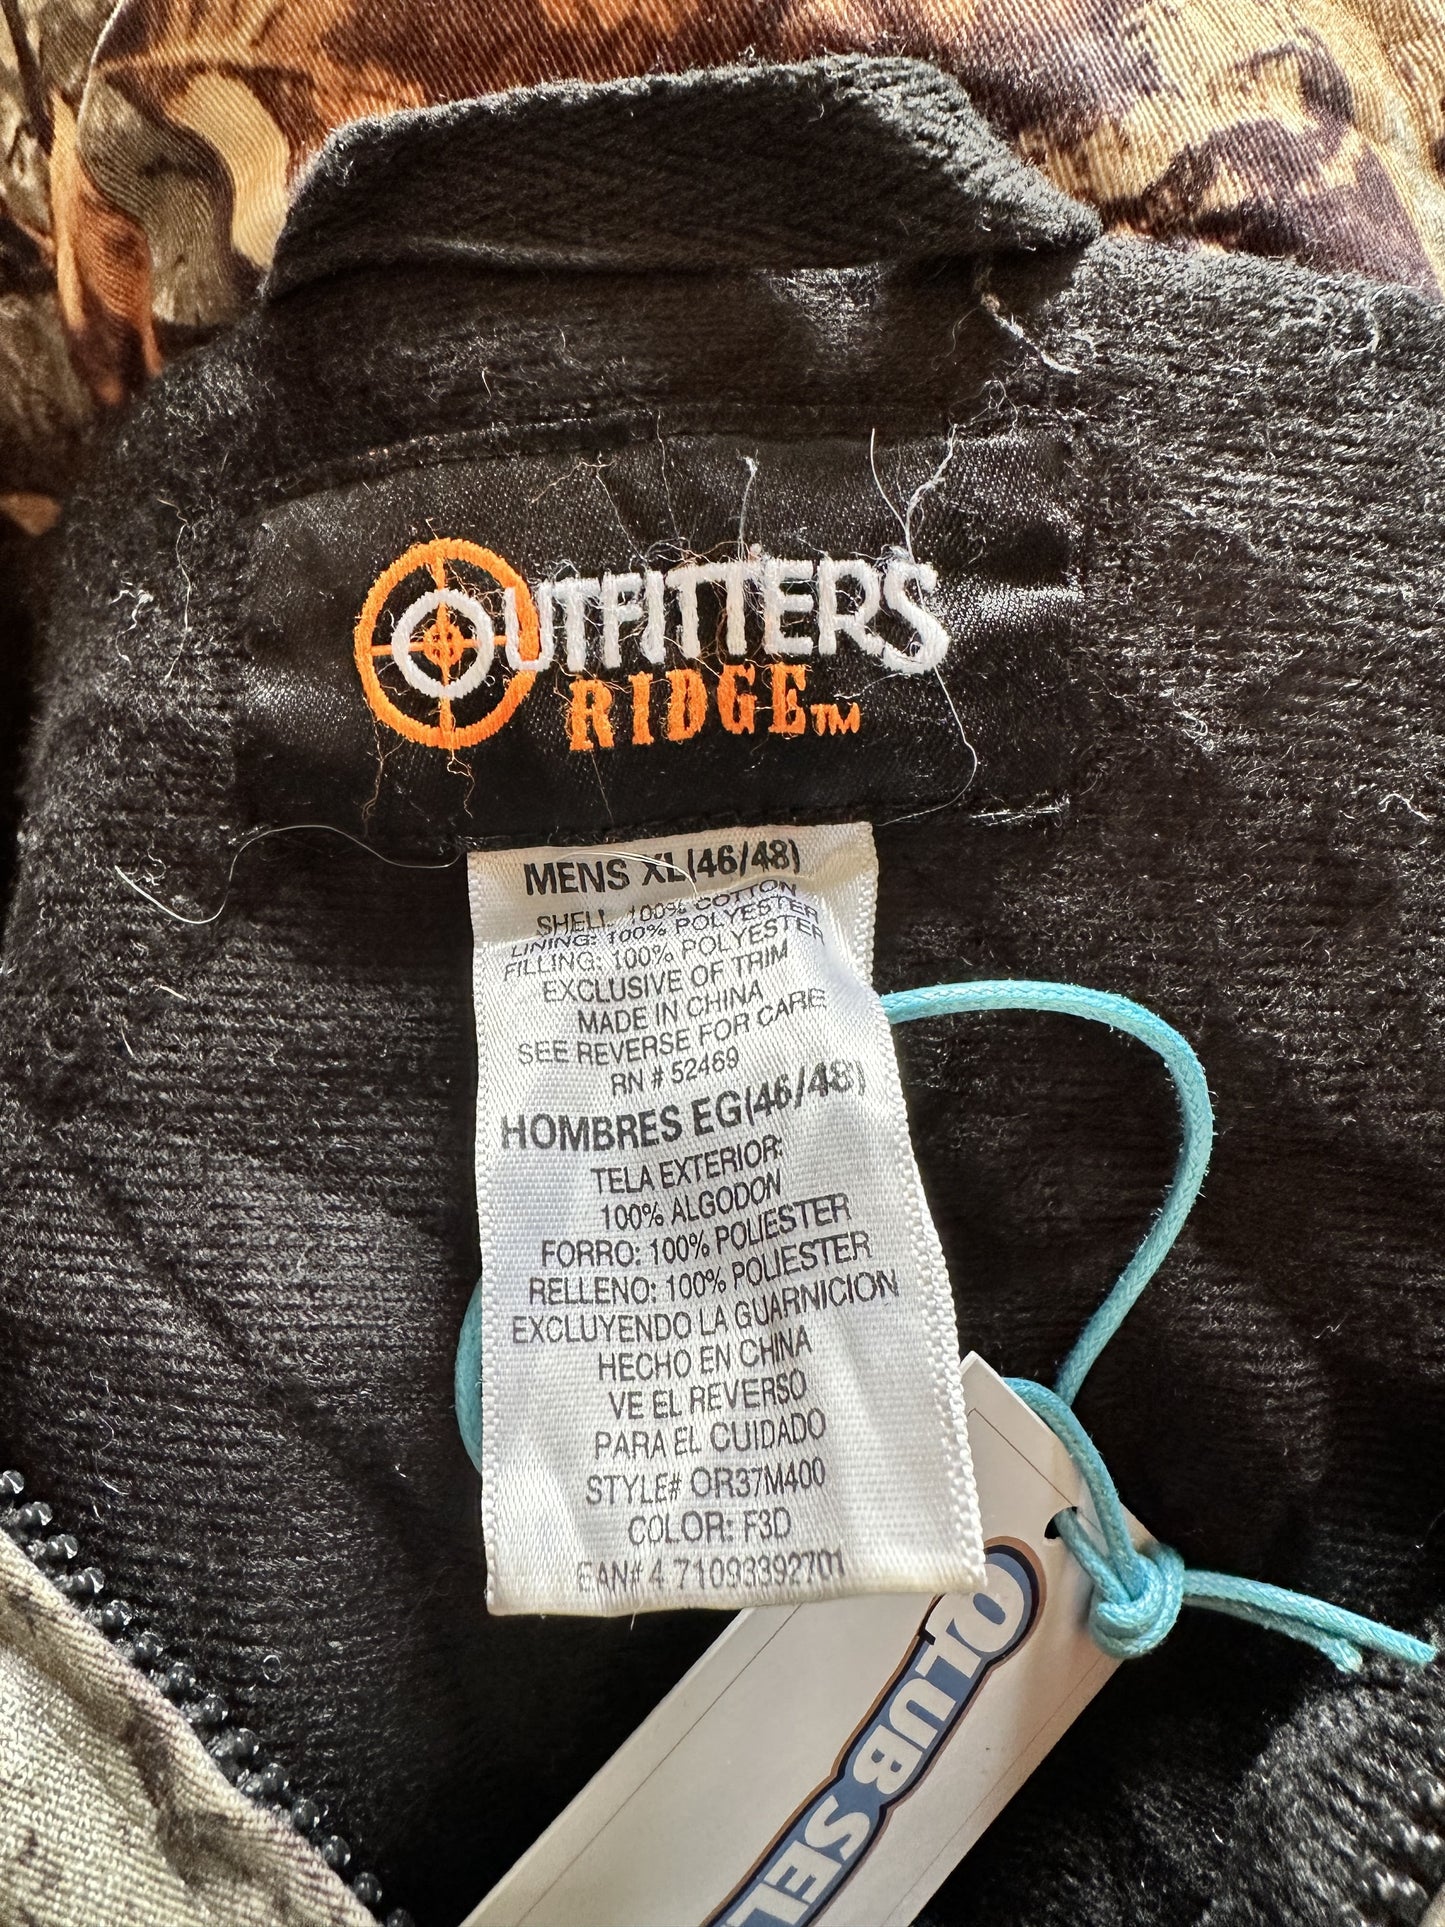 OUTFITTERS
RIDGE™
MENS XL(46/48)
SHELL 100% COTTON
LINING: 100% POLYESTER
FILLING: 100% POLYESTER
EXCLUSIVE OF TRIM
MADE IN CHINA
SEE REVERSE FOR CARE
RN # 52469
HOMBRES EG(46/48)
TELA EXTERIOR:
100% ALGODON
FORRO: 100% POLIESTER
RELLENO: 100% POLIESTER
EXCLUYENDO LA GUARNICION
HECHO EN CHINA
VE EL REVERSO
PARA EL CUIDADO
STYLE# OR37M400
COLOR: F3D
EAN# 4 71093392701